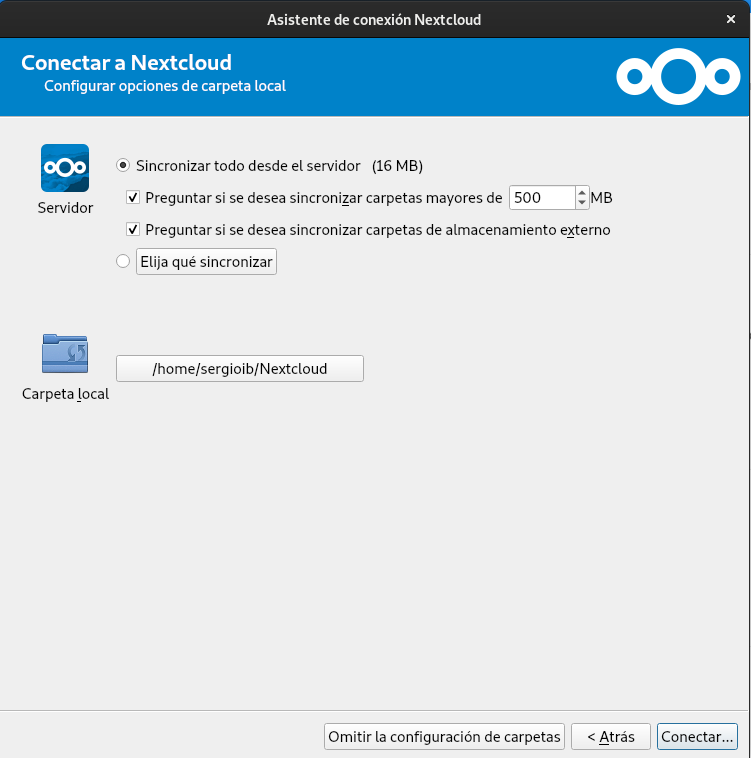 Asistente de conexión Nextcloud
Conectar a Nextcloud
Configurar opciones de carpeta local
Sincronizar todo desde el servidor (16 MB)
Preguntar si se desea sincronizar carpetas mayores de 500 MB
Servidor
Preguntar si se desea sincronizar carpetas de almacenamiento externo
Elija qué sincronizar
/home/sergioib/Nextcloud
Carpeta local
Omitir la configuración de carpetas < Atrás Conectar...